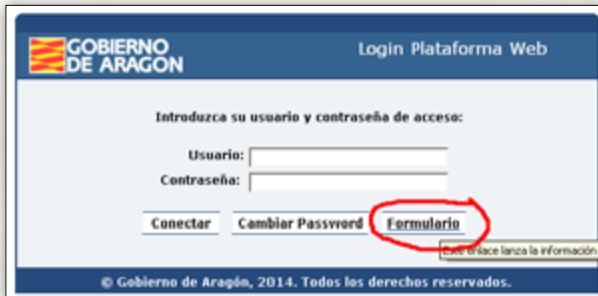 GOBIERNO
DE ARAGON
Login Plataforma Web
Introduzca su usuario y contraseña de acceso:
Usuario:
Contraseña:
Conectar Cambiar Password Formulario
Este enlace lanza la información
© Gobierno de Aragón, 2014. Todos los derechos reservados.